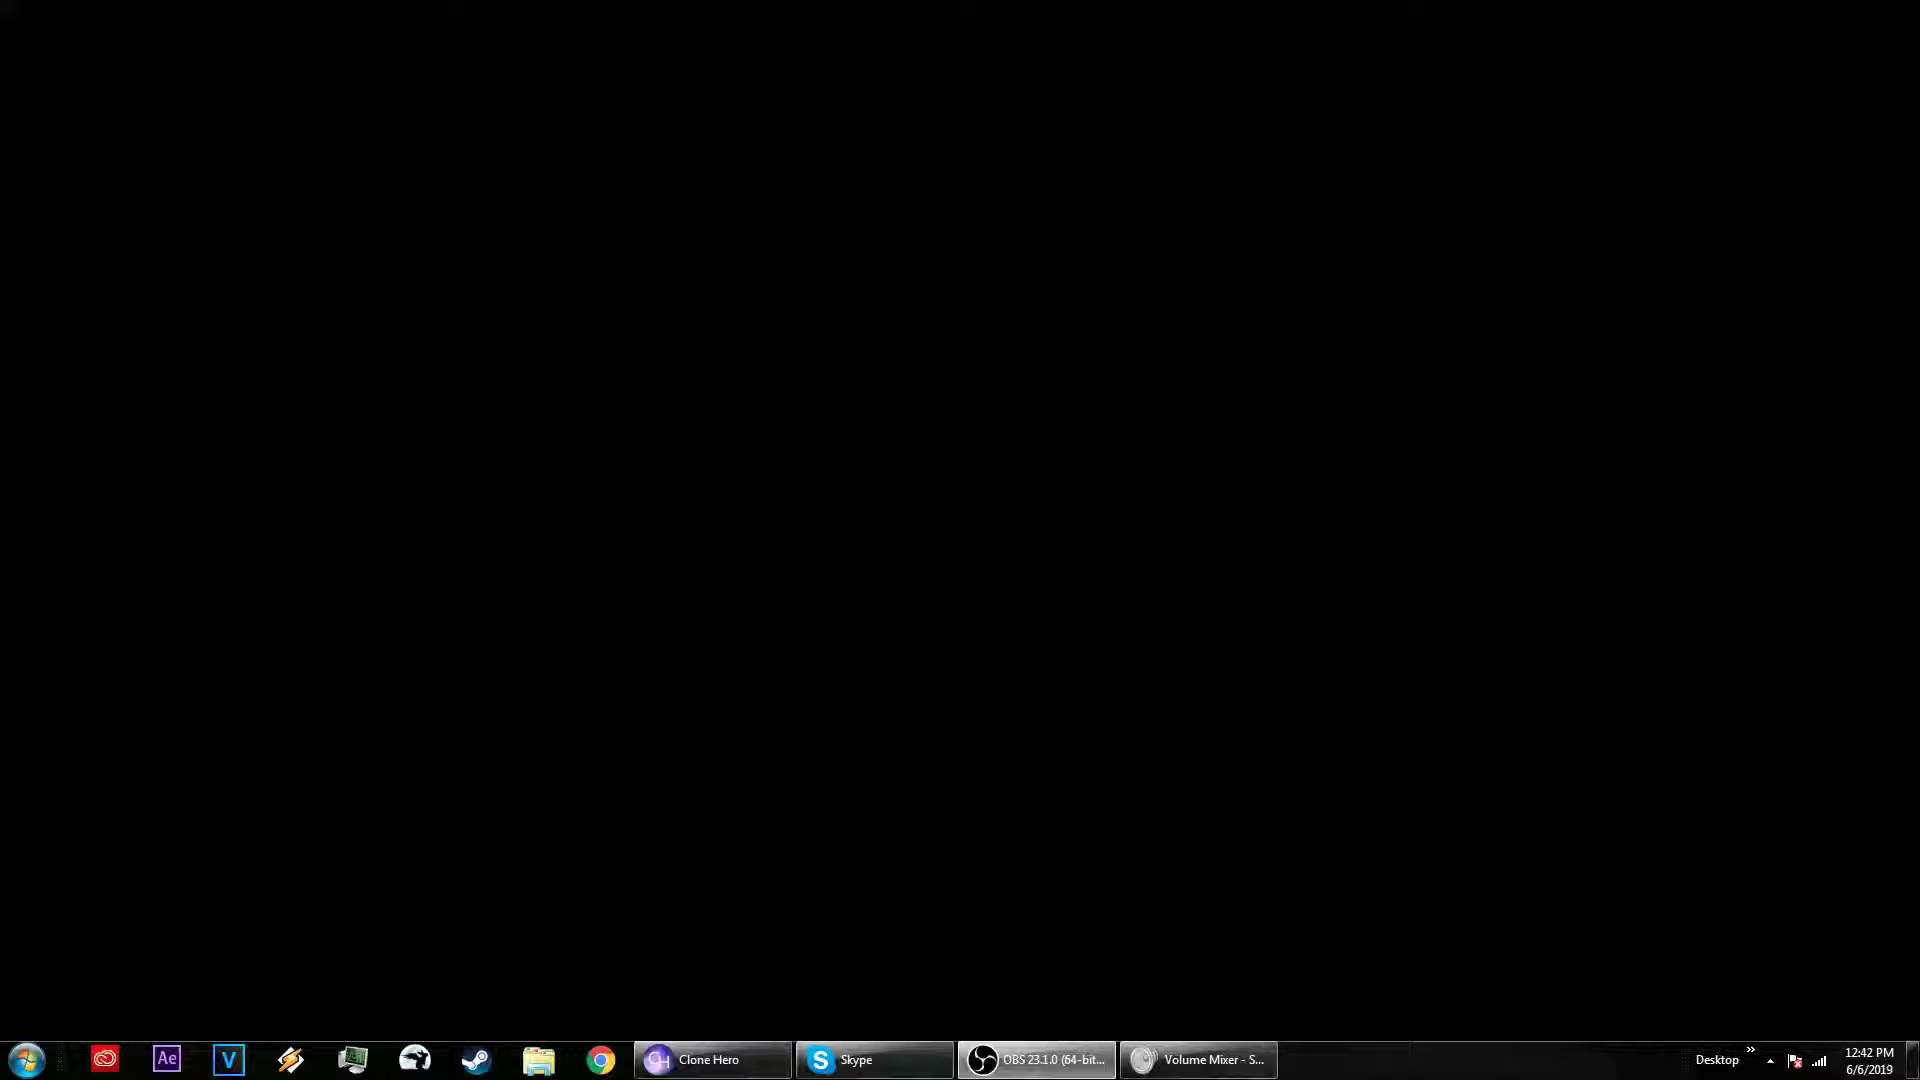 Ae
V
CH
Clone Hero
S
Skype
OBS 23.1.0 (64-bit...
Volume Mixer - S...
Desktop
»
12:42 PM
6/6/2019